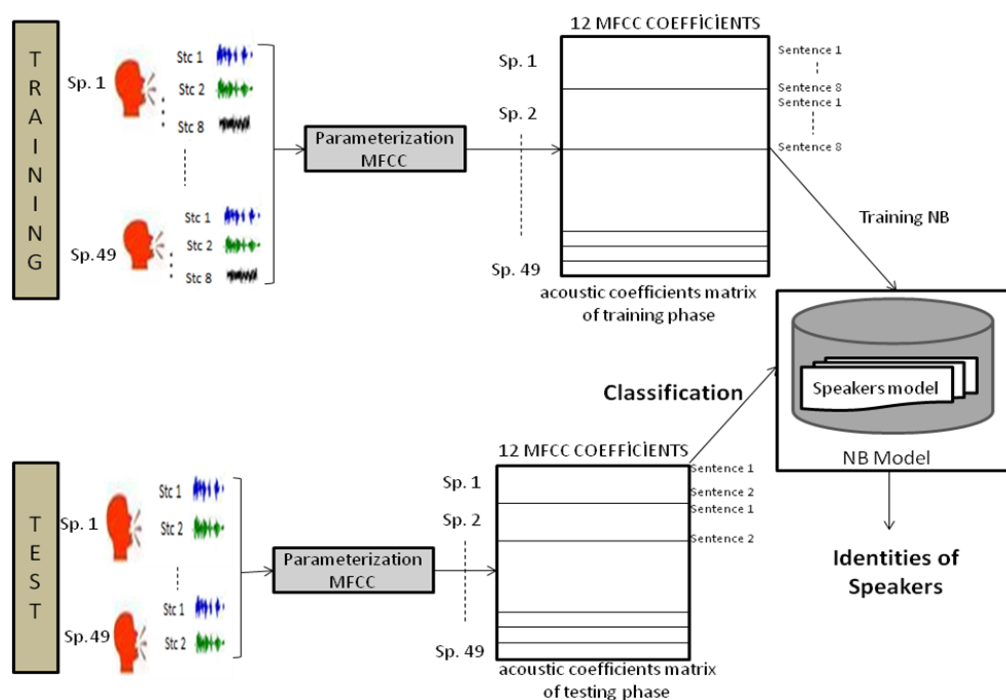 TRAINING
Sp. 1
Stc 1
Stc 2
Stc 8
Sp. 49
Stc 1
Stc 2
Stc 8
Parameterization
MFCC
12 MFCC COEFFİCİENTS
Sp. 1
Sp. 2
Sp. 49
Sentence 1
Sentence 8
Sentence 1
Sentence 8
acoustic coefficients matrix
of training phase
Training NB
Speakers model
NB Model
Classification
Identities of
Speakers
TEST
Sp. 1
Stc 1
Stc 2
Sp. 49
Stc 1
Stc 2
Parameterization
MFCC
12 MFCC COEFFİCİENTS
Sp. 1
Sp. 2
Sp. 49
Sentence 1
Sentence 2
Sentence 1
Sentence 2
acoustic coefficients matrix
of testing phase